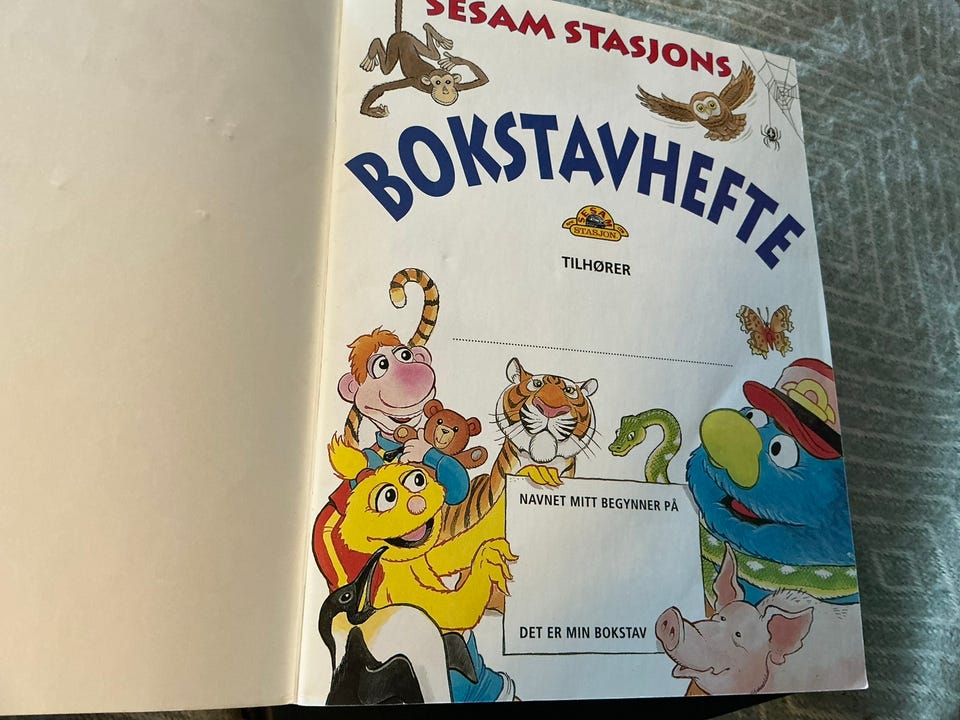 SESAM STASJONS
BOKSTAVHEFTE
SESAM
STASJON
TILHØRER
NAVNET MITT BEGYNNER PÅ
DET ER MIN BOKSTAV